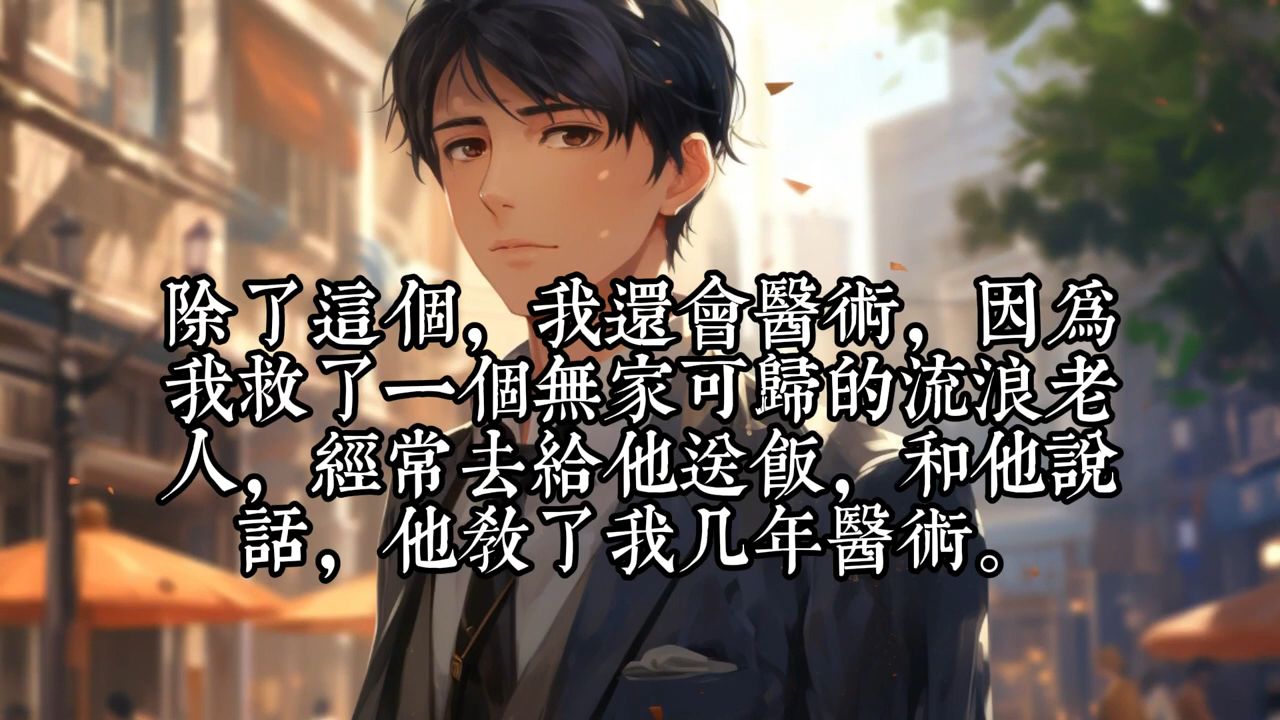 除了這個，我還會醫術，因爲
我救了一個無家可歸的流浪老
人，經常去給他送飯，和他說
話，他教了我几年醫術。